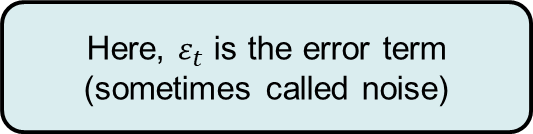 Here, εₜ is the error term
(sometimes called noise)